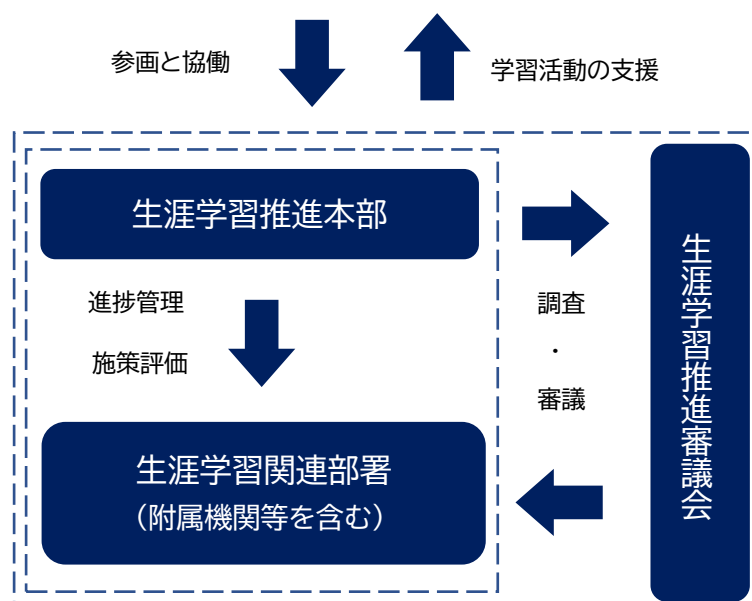 参画と協働
学習活動の支援
生涯学習推進本部
進捗管理
施策評価
調査
・
審議
生涯学習推進審議会
生涯学習関連部署
（附属機関等を含む）